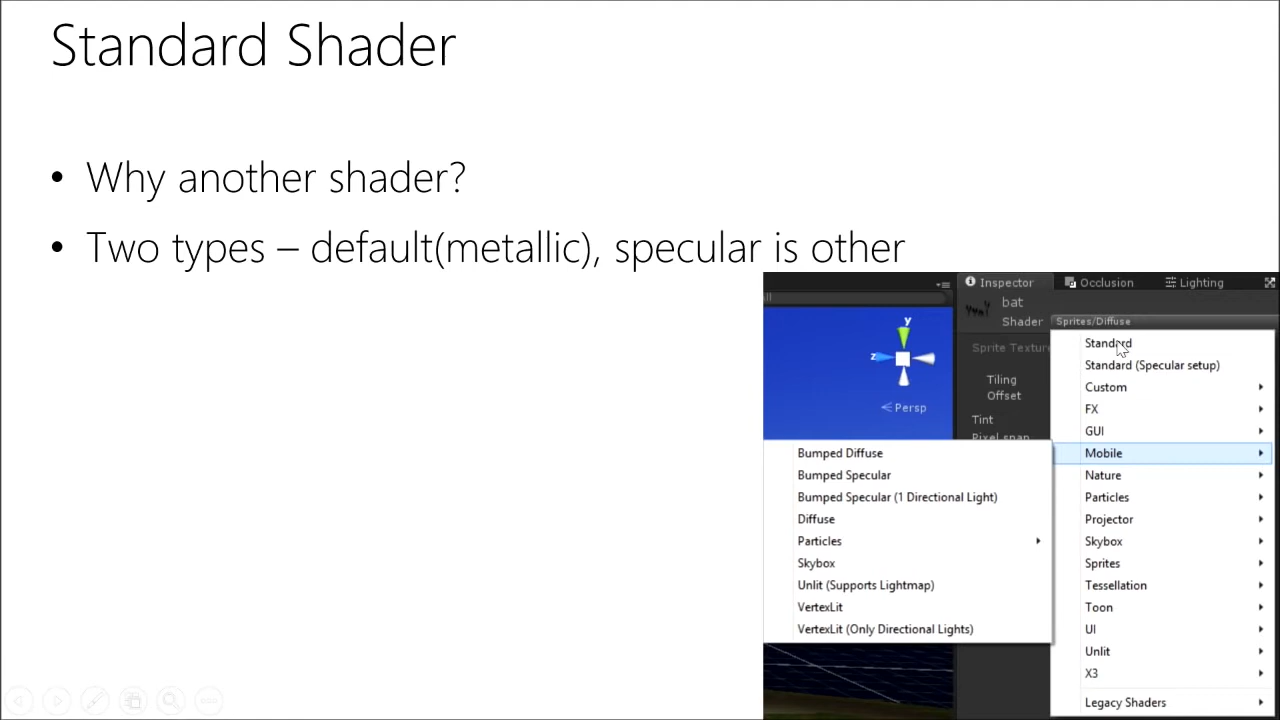 Standard Shader
• Why another shader?
• Two types – default(metallic), specular is other
Inspector
Occlusion
Lighting
bat
Shader
Sprites/Diffuse
Sprite Texture
Tiling
Offset
Tint
Pixel snap
y
z
Persp
Standard
Standard (Specular setup)
Custom
FX
GUI
Mobile
Nature
Particles
Projector
Skybox
Sprites
Tessellation
Toon
UI
Unlit
X3
Legacy Shaders
Bumped Diffuse
Bumped Specular
Bumped Specular (1 Directional Light)
Diffuse
Particles
Skybox
Unlit (Supports Lightmap)
VertexLit
VertexLit (Only Directional Lights)